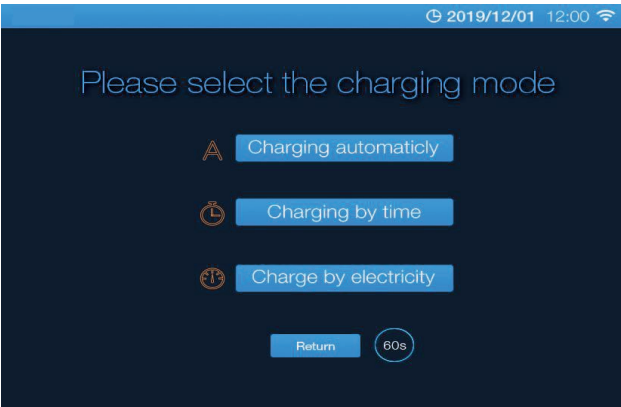 2019/12/01 12:00
Please select the charging mode
A Charging automaticly
Charging by time
Charge by electricity
Return 60s